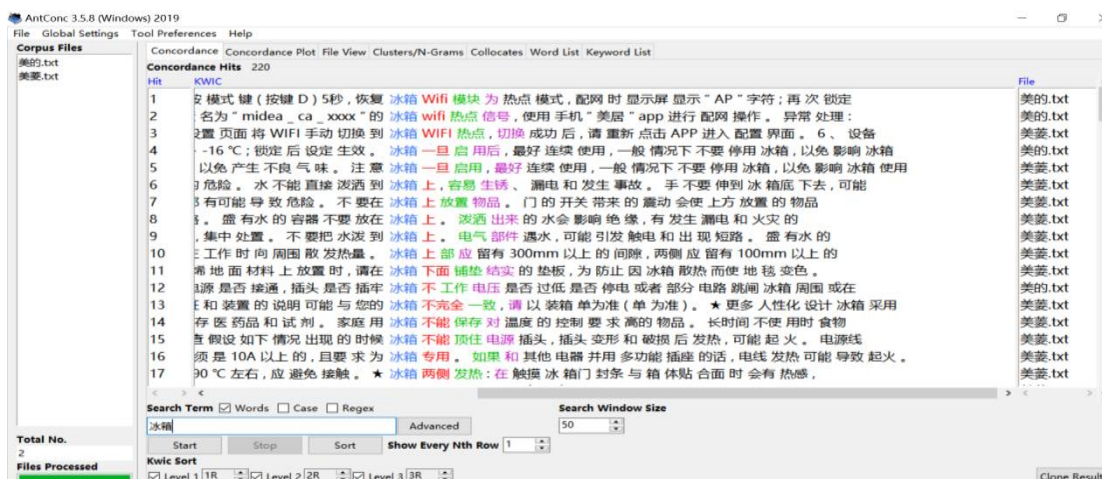 AntConc 3.5.8 (Windows) 2019
File Global Settings Tool Preferences Help
Corpus Files
美的.txt
美菱.txt
Concordance Concordance Plot File View Clusters/N-Grams Collocates Word List Keyword List
Concordance Hits 220
Hit KWIC File
1 模式 键 ( 按键 D ) 5秒 , 恢复 冰箱 Wifi 模块 为 热点 模式 , 配网 时 显示屏 显示 " AP " 字符 ; 再 次 锁定 美的.txt
2 名为 " midea _ ca _ xxxx " 的 冰箱 wifi 热点 信号 , 使用 手机 " 美居 " app 进行 配网 操作 。 异常 处理 : 美的.txt
3 页面 将 WIFI 手动 切换 到 冰箱 WIFI 热点 , 切换 成功 后 , 请 重新 点击 APP 进入 配置 界面 。 6 、 设备 美的.txt
4 -16 ℃ ; 锁定 后 设定 生效 。 冰箱 一旦 启 用后 , 最好 连续 使用 , 一般 情况下 不要 停用 冰箱 , 以免 影响 冰箱 美的.txt
5 以免 产生 不良 气 味 。 注 意 冰箱 一旦 启用 , 最好 连续 使用 , 一般 情况下 不要 停用 冰箱 , 以免 影响 冰箱 使用 美菱.txt
6 危险 。 水 不能 直接 泼洒 到 冰箱 上 , 容易 生锈 、 漏电 和 发生 事故 。 手 不要 伸到 冰 箱底 下去 , 可能 美菱.txt
7 有可能 导 致 危险 。 不 要在 冰箱 上 放置 物品 。 门 的 开关 带来 的 震动 会使 上方 放置 的 物品 美菱.txt
8 。 盛 有水 的 容器 不要 放在 冰箱 上 。 泼洒 出来 的 水会 影响 绝 缘 , 有 发生 漏电 和 火灾 的 美菱.txt
9 , 集中 处置 。 不 要把 水泼 到 冰箱 上 。 电气 部件 遇水 , 可能 引发 触电 和 出 现 短路 。 盛 有水 的 美菱.txt
10 工作 时 向 周围 散 发热量 。 冰箱 上 部 应 留有 300mm 以上 的 间隙 , 两侧 应 留有 100mm 以上 的 美菱.txt
11 地 面 材料 上 放置 时 , 请在 冰箱 下面 铺垫 结实 的 垫板 , 为 防止 因 冰箱 散热 而使 地 毯 变色 。 美菱.txt
12 源 是否 接通 , 插头 是否 插牢 冰箱 不 工作 电压 是否 过低 是否 停电 或者 部分 电路 跳闸 冰箱 周围 或在 美菱.txt
13 和 装置 的 说明 可能 与 您的 冰箱 不完全 一致 , 请 以 装箱 单为准 ( 单 为准 ) 。 ★ 更多 人性化 设计 冰箱 采用 美菱.txt
14 存 医 药品 和 试 剂 。 家庭 用 冰箱 不能 保存 对 温度 的 控制 要 求 高的 物品 。 长时间 不使 用时 食物 美菱.txt
15 假设 如下 情况 出现 的 时候 冰箱 不能 顶住 电源 插头 , 插头 变形 和 破损 后 发热 , 可能 起 火 。 电源线 美菱.txt
16 须 是 10A 以上 的 , 且要 求 为 冰箱 专用 。 如果 和 其他 电器 并用 多功能 插座 的话 , 电线 发热 可能 导致 起火 。 美菱.txt
17 90 ℃ 左右 , 应 避免 接触 。 ★ 冰箱 两侧 发热 : 在 触摸 冰 箱门 封条 与 箱 体贴 合面 时 会有 热感 , 美菱.txt
Search Term Words Case Regex Search Window Size
冰箱 Advanced 50
Start Stop Sort Show Every Nth Row 1
Total No.
2
Files Processed
Kwic Sort
Level 1 1R Level 2 2R Level 3 3R Clone Result